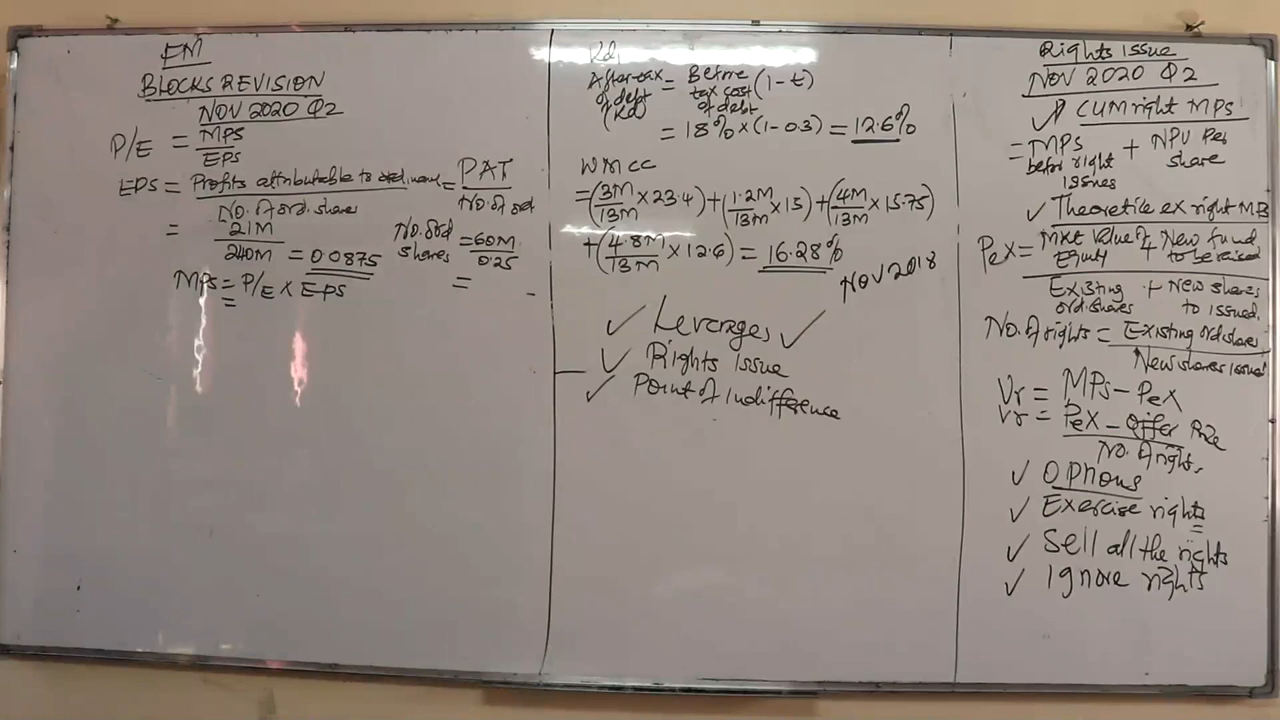 FM
BLOCKS REVISION
NOV 2020 Q2
P/E = MPS
EPS
EPS = Profits attributable to ordinary = PAT
No. of ord. share No. of ord
= 21M
240M = 0.0875
No. ord shares = 60M
0.25
=
MPS = P/E x EPS
=
Kd,
After-tax of debt (Kd) = Before tax cost of debt (1 - t)
= 18% x (1 - 0.3) = 12.6%
WMCC
= (3M/13M x 23.4) + (1.2M/13M x 15) + (4M/13M x 15.75)
+ (4.8M/13M x 12.6) = 16.28%
NOV 2018
✓ Leverages ✓
✓ Rights Issue
✓ Point of Indifference
Rights Issue
NOV 2020 Q2
✓ CUM right MPS
= MPS before right issues + NPV Per share
✓ Theoretile ex right MB
Pex = Mkt Value of Equity + New fund to be raised
Existing ord. shares + New shares to issued.
No. of rights = Existing ord shares
New shares issued
Vr = MPS - Pex
Vr = Pex - Offer Price
No. of rights.
✓ Options
✓ Exercise rights
✓ Sell all the rights
✓ Ignore rights